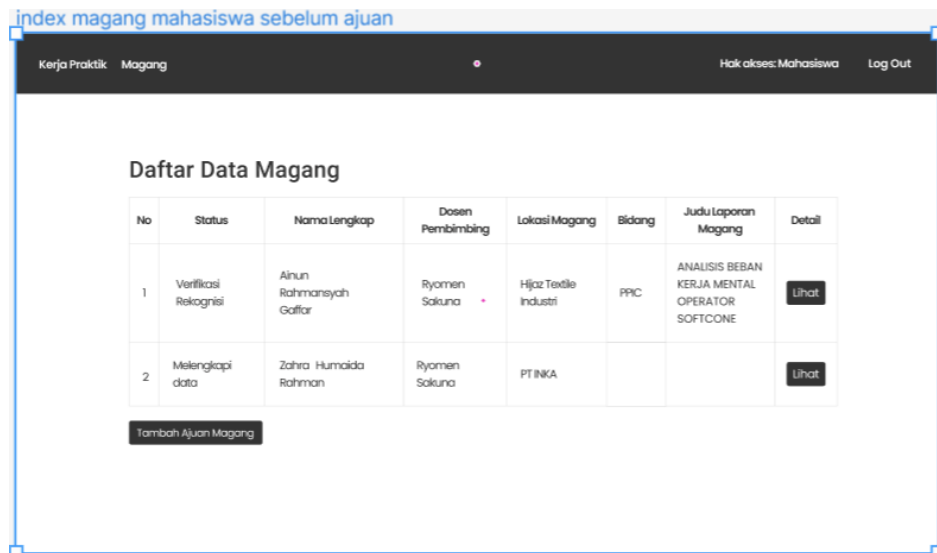 index magang mahasiswa sebelum ajuan
Kerja Praktik Magang Hak akses: Mahasiswa Log Out
Daftar Data Magang
No Status Nama Lengkap Dosen Pembimbing Lokasi Magang Bidang Judu Laporan Magang Detail
1 Verifikasi Rekognisi Ainun Rahmansyah Gaffar Ryomen Sakuna Hijaz Textile Industri PPIC ANALISIS BEBAN KERJA MENTAL OPERATOR SOFTCONE Lihat
2 Melengkapi data Zahra Humaida Rahman Ryomen Sakuna PT INKA Lihat
Tambah Ajuan Magang